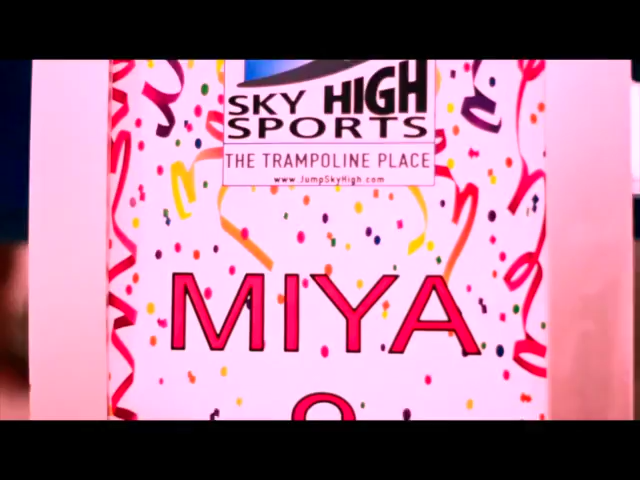 SKY HIGH
SPORTS
THE TRAMPOLINE PLACE
www.JumpSkyHigh.com
MIYA